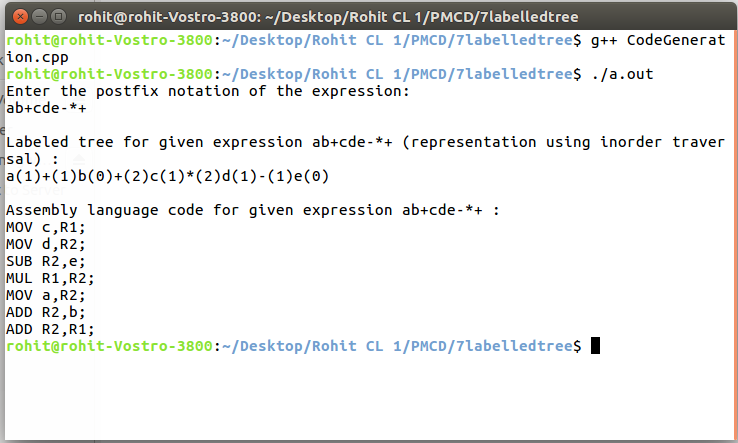 rohit@rohit-Vostro-3800: ~/Desktop/Rohit CL 1/PMCD/7labelledtree
rohit@rohit-Vostro-3800:~/Desktop/Rohit CL 1/PMCD/7labelledtree$ g++ CodeGenerat
ion.cpp
rohit@rohit-Vostro-3800:~/Desktop/Rohit CL 1/PMCD/7labelledtree$ ./a.out
Enter the postfix notation of the expression:
ab+cde-*+
Labeled tree for given expression ab+cde-*+ (representation using inorder traver
sal) :
a(1)+(1)b(0)+(2)c(1)*(2)d(1)-(1)e(0)
Assembly language code for given expression ab+cde-*+ :
MOV c,R1;
MOV d,R2;
SUB R2,e;
MUL R1,R2;
MOV a,R2;
ADD R2,b;
ADD R2,R1;
rohit@rohit-Vostro-3800:~/Desktop/Rohit CL 1/PMCD/7labelledtree$